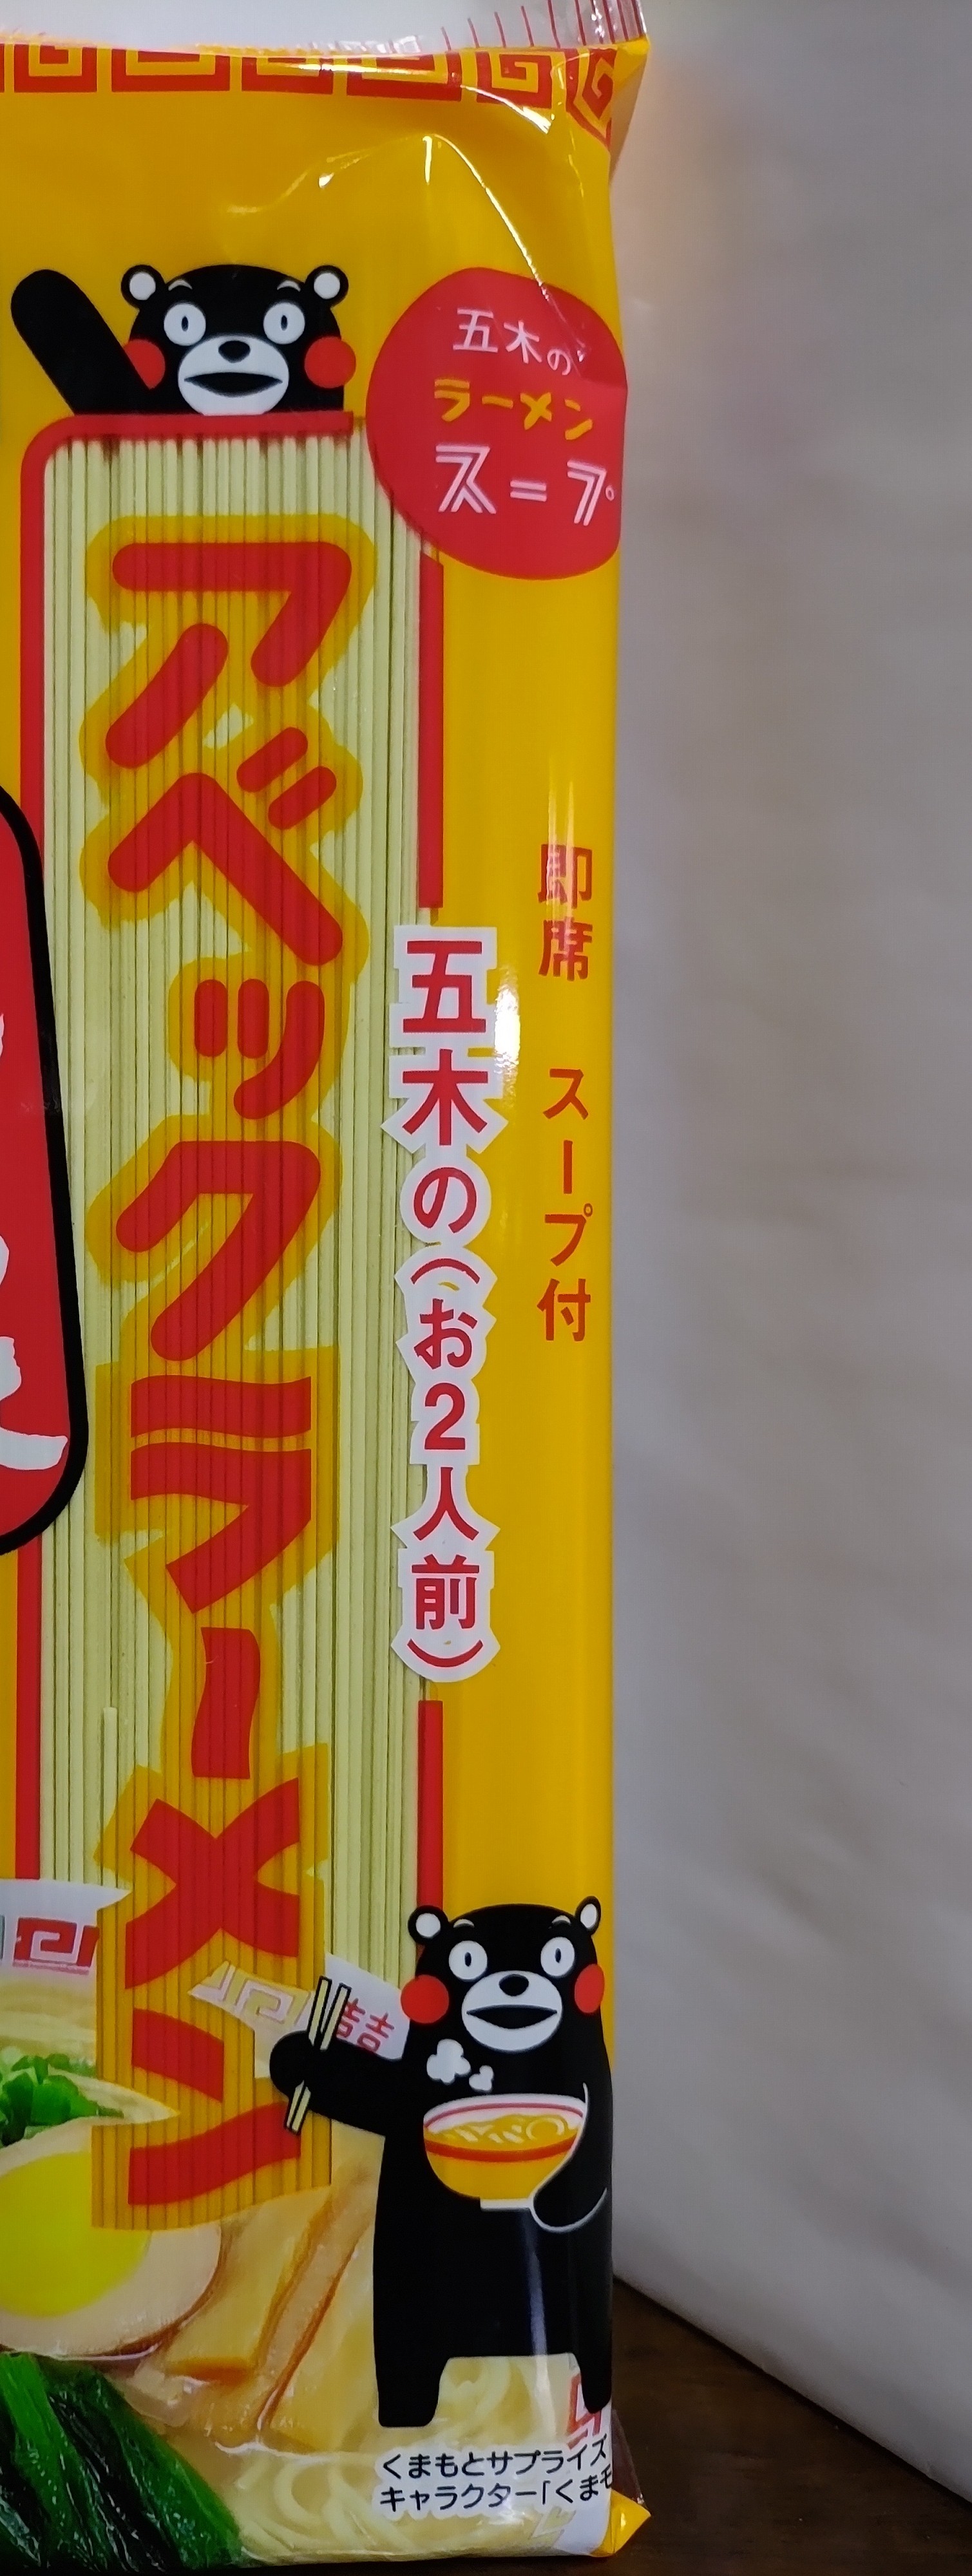 五木の
ラーメン
スープ
即席 スープ付
五木の(お2人前)
アベックラーメン
くまもとサプライズ
キャラクター「くまモ